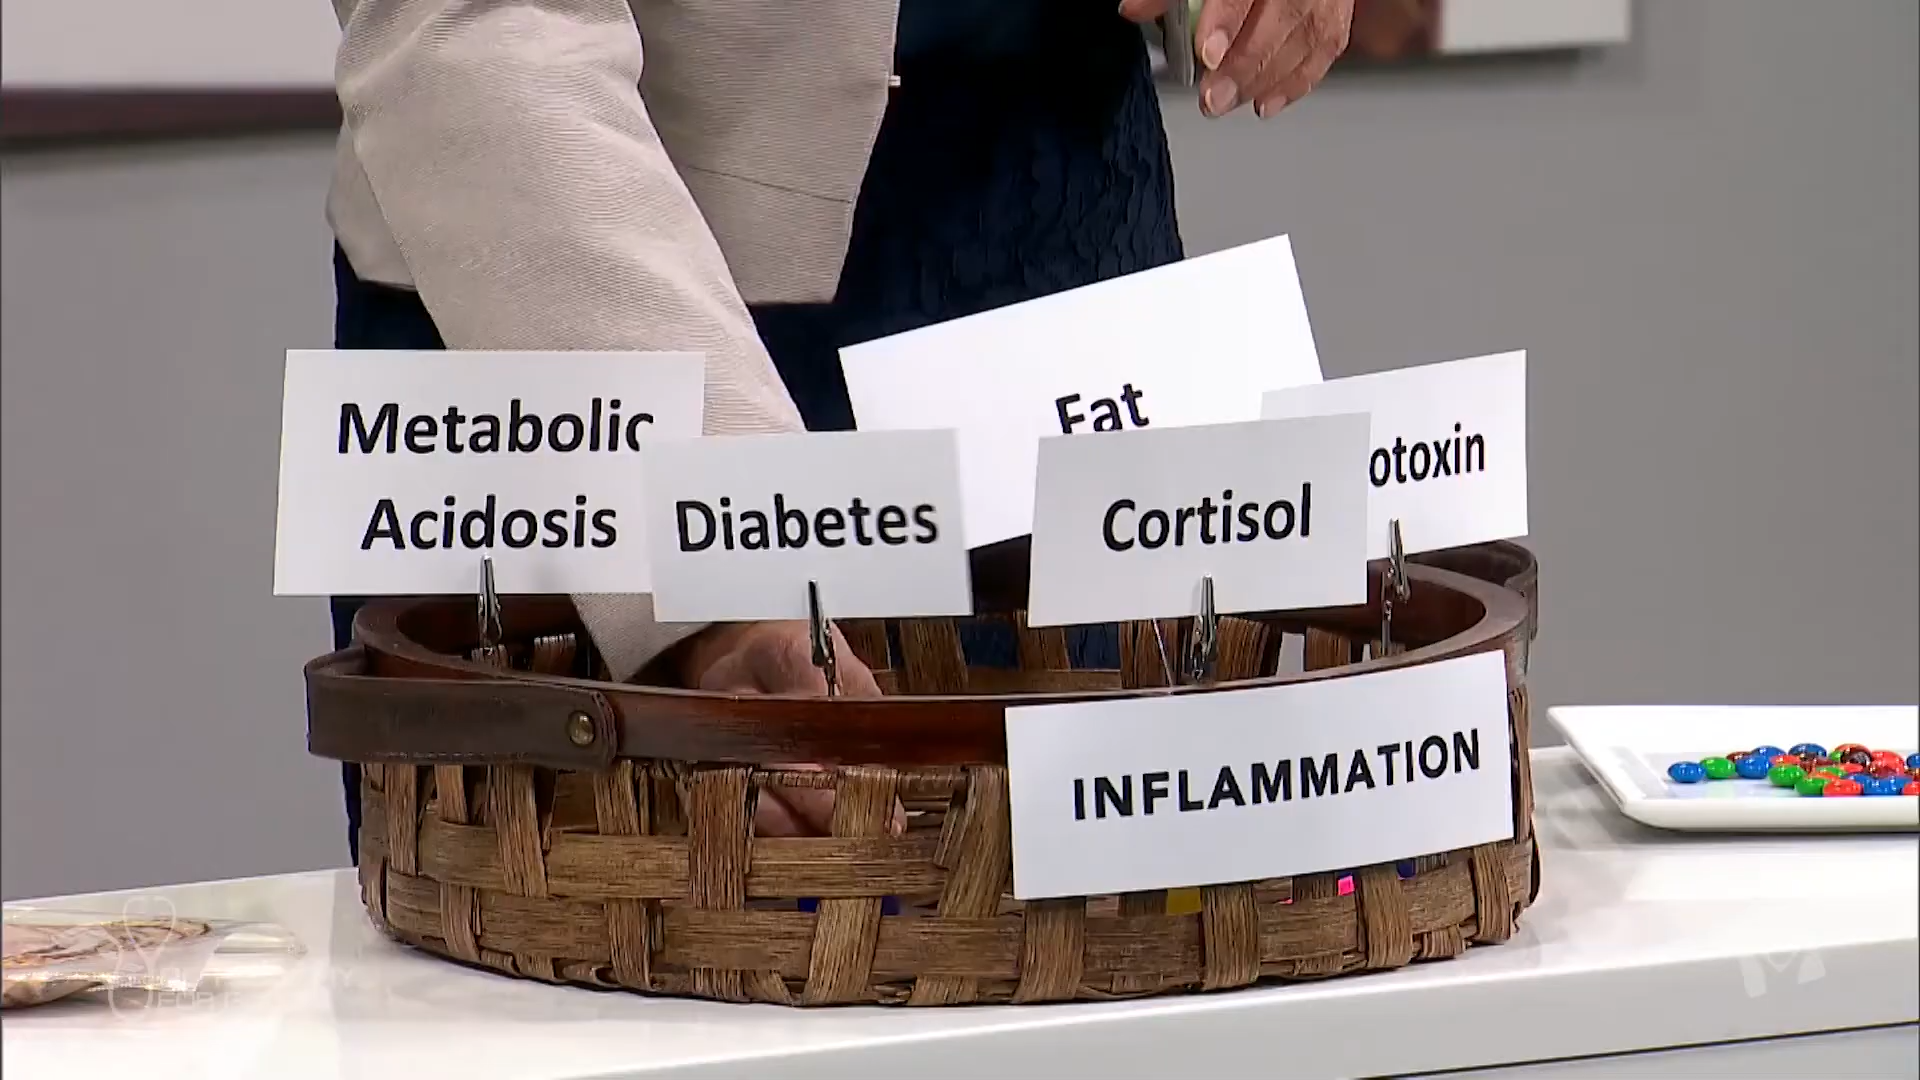 Metabolic
Acidosis
Diabetes
Fat
Cortisol
otoxin
INFLAMMATION